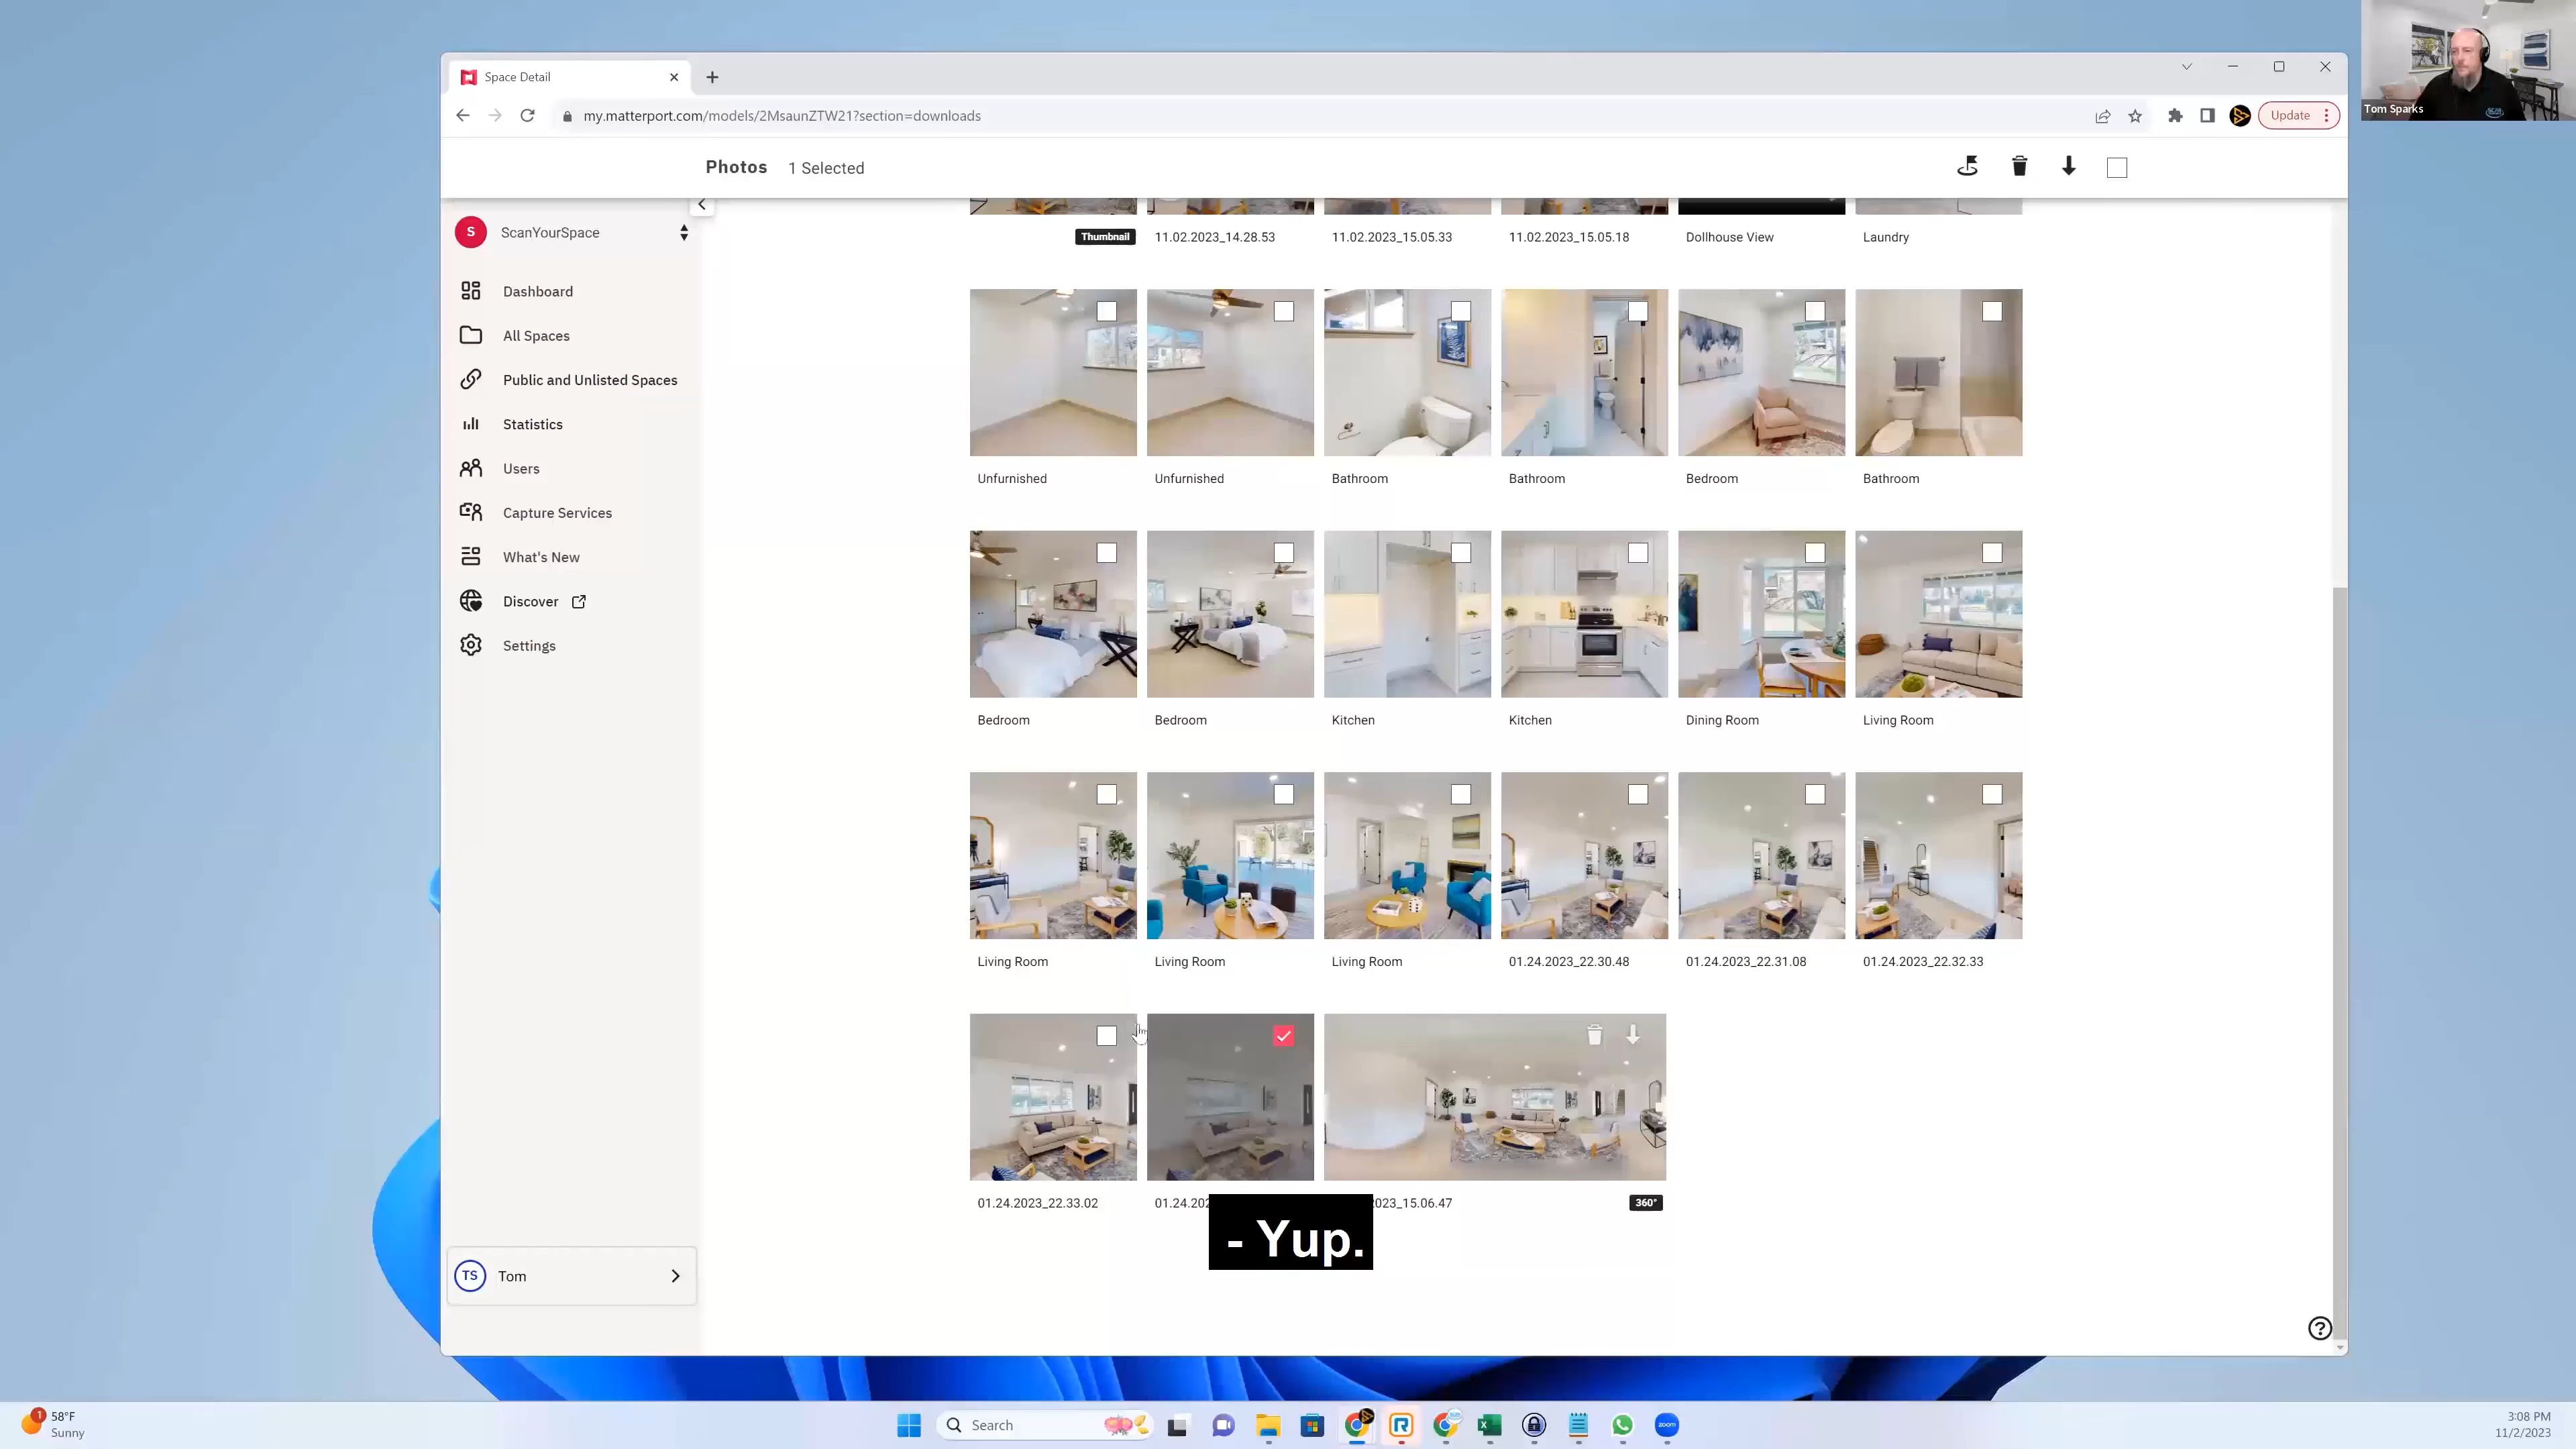 Space Detail
my.matterport.com/models/2MsaunZTW21?section=downloads
Update
Tom Sparks
Photos 1 Selected
S ScanYourSpace
Dashboard
All Spaces
Public and Unlisted Spaces
Statistics
Users
Capture Services
What's New
Discover
Settings
TS Tom
Thumbnail 11.02.2023_14.28.53 11.02.2023_15.05.33 11.02.2023_15.05.18 Dollhouse View Laundry
Unfurnished Unfurnished Bathroom Bathroom Bedroom Bathroom
Bedroom Bedroom Kitchen Kitchen Dining Room Living Room
Living Room Living Room Living Room 01.24.2023_22.30.48 01.24.2023_22.31.08 01.24.2023_22.32.33
01.24.2023_22.33.02 01.24.202 023_15.06.47 360°
- Yup.
1 58°F
Sunny
Search
zoom
3:08 PM
11/2/2023